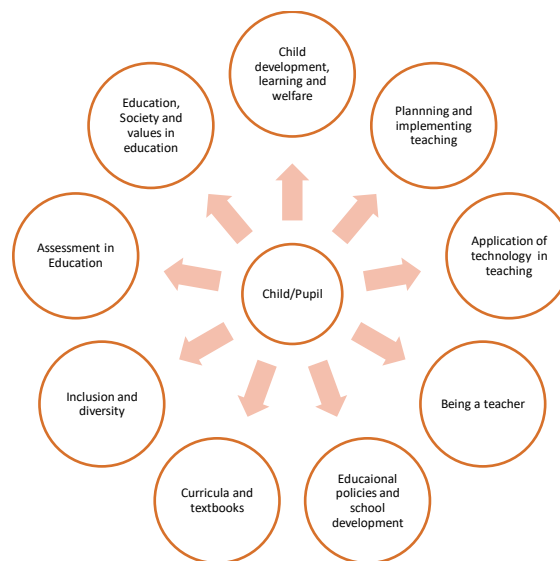 Child
development,
learning and
welfare
Plannning and
implementing
teaching
Application of
technology in
teaching
Being a teacher
Educaional
policies and
school
development
Curricula and
textbooks
Inclusion and
diversity
Assessment in
Education
Education,
Society and
values in
education
Child/Pupil